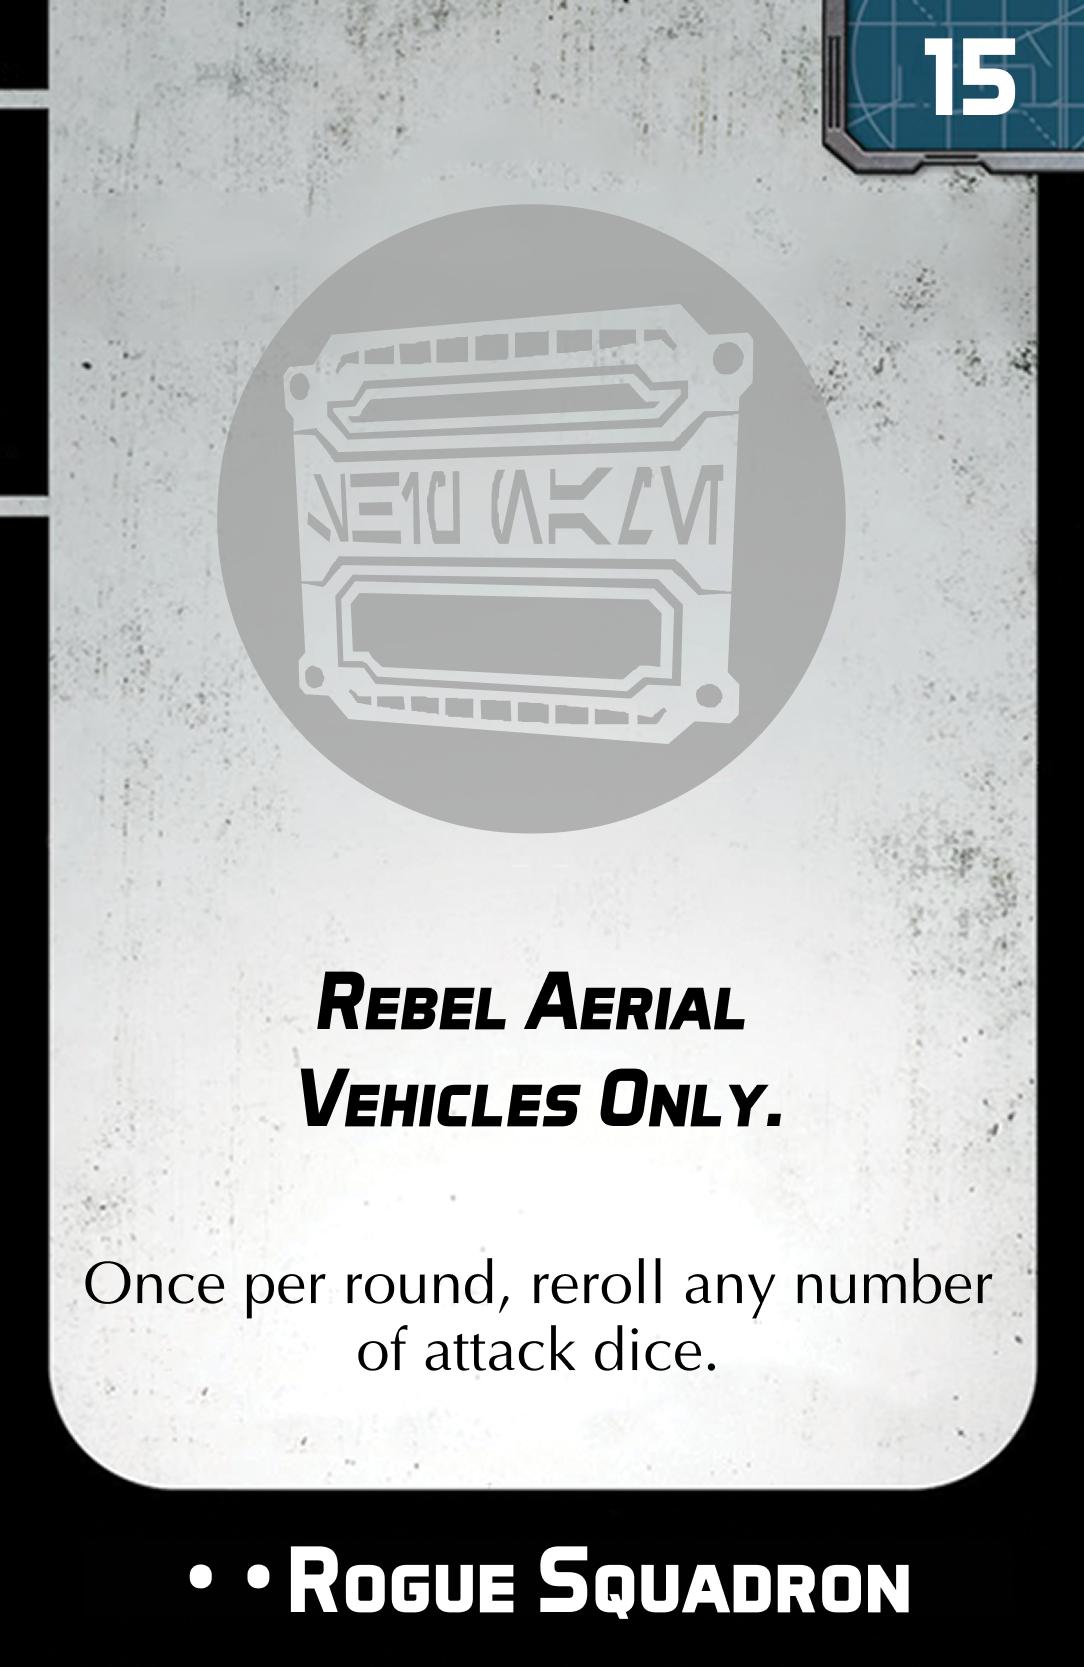 15
Rebel Aerial
Vehicles Only.
Once per round, reroll any number
of attack dice.
• • Rogue Squadron